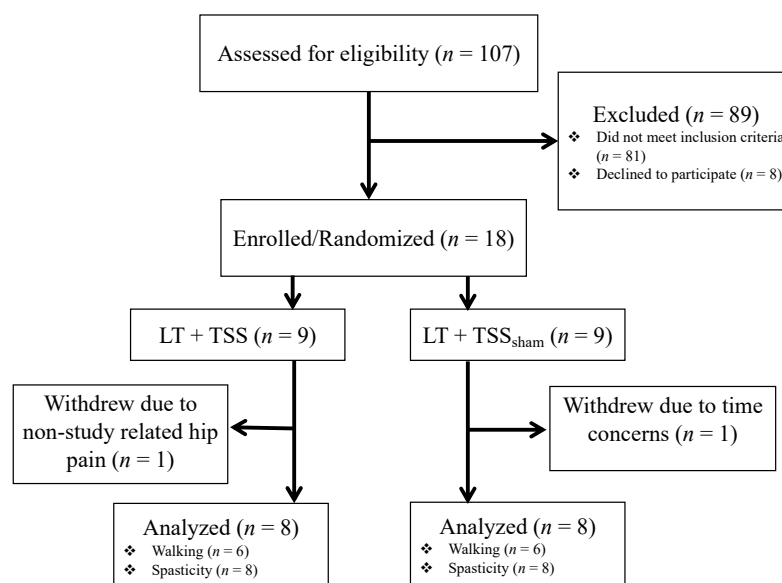 Assessed for eligibility (n = 107)
Excluded (n = 89)
❖ Did not meet inclusion criteria
(n = 81)
❖ Declined to participate (n = 8)
Enrolled/Randomized (n = 18)
LT + TSS (n = 9)
LT + TSSsham (n = 9)
Withdrew due to
non-study related hip
pain (n = 1)
Withdrew due to time
concerns (n = 1)
Analyzed (n = 8)
❖ Walking (n = 6)
❖ Spasticity (n = 8)
Analyzed (n = 8)
❖ Walking (n = 6)
❖ Spasticity (n = 8)